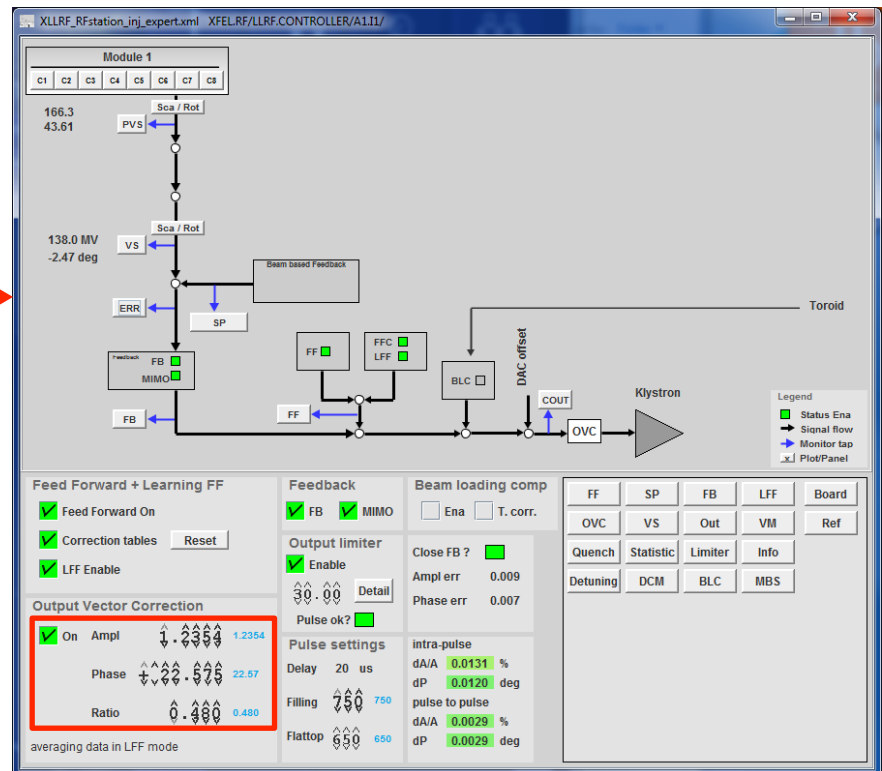 XLLRF_RFstation_inj_expert.xml XFEL.RF/LLRF.CONTROLLER/A1.I1/
Module 1
C1 C2 C3 C4 C5 C6 C7 C8
Sca / Rot
166.3
43.61
PVS
Sca / Rot
138.0 MV
-2.47 deg
VS
Beam based Feedback
ERR
SP
Toroid
Feedback
FB
MIMO
FF
FFC
LFF
BLC
DAC offset
COUT
Klystron
FB
FF
OVC
Legend
Status Ena
Signal flow
Monitor tap
x Plot/Panel
Feed Forward + Learning FF
Feed Forward On
Correction tables Reset
LFF Enable
Output Vector Correction
On Ampl 1.2354 1.2354
Phase +22.575 22.57
Ratio 0.480 0.480
averaging data in LFF mode
Feedback
FB MIMO
Output limiter
Enable
30.00 Detail
Pulse ok?
Pulse settings
Delay 20 us
Filling 750 750
Flattop 650 650
Beam loading comp
Ena T. corr.
Close FB ?
Ampl err 0.009
Phase err 0.007
intra-pulse
dA/A 0.0131 %
dP 0.0120 deg
pulse to pulse
dA/A 0.0029 %
dP 0.0029 deg
FF SP FB LFF Board
OVC VS Out VM Ref
Quench Statistic Limiter Info
Detuning DCM BLC MBS